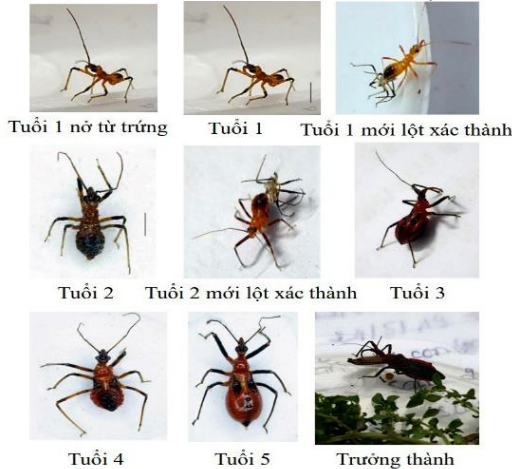 Tuổi 1 nở từ trứng
Tuổi 1
Tuổi 1 mới lột xác thành
Tuổi 2
Tuổi 2 mới lột xác thành
Tuổi 3
Tuổi 4
Tuổi 5
Trưởng thành